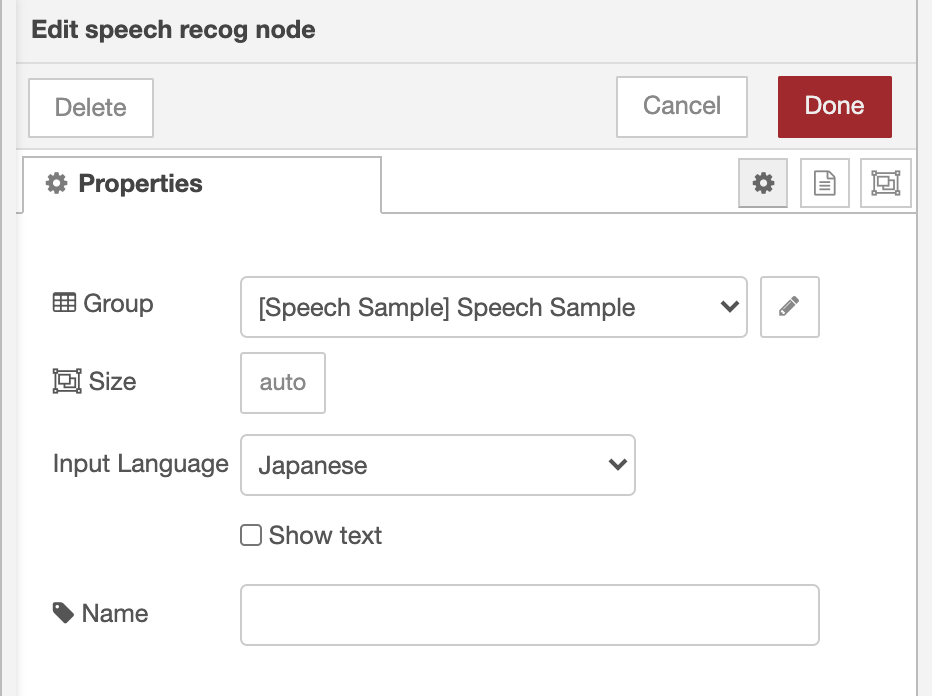 Edit speech recog node
Delete Cancel Done
Properties
Group [Speech Sample] Speech Sample
Size auto
Input Language Japanese
Show text
Name